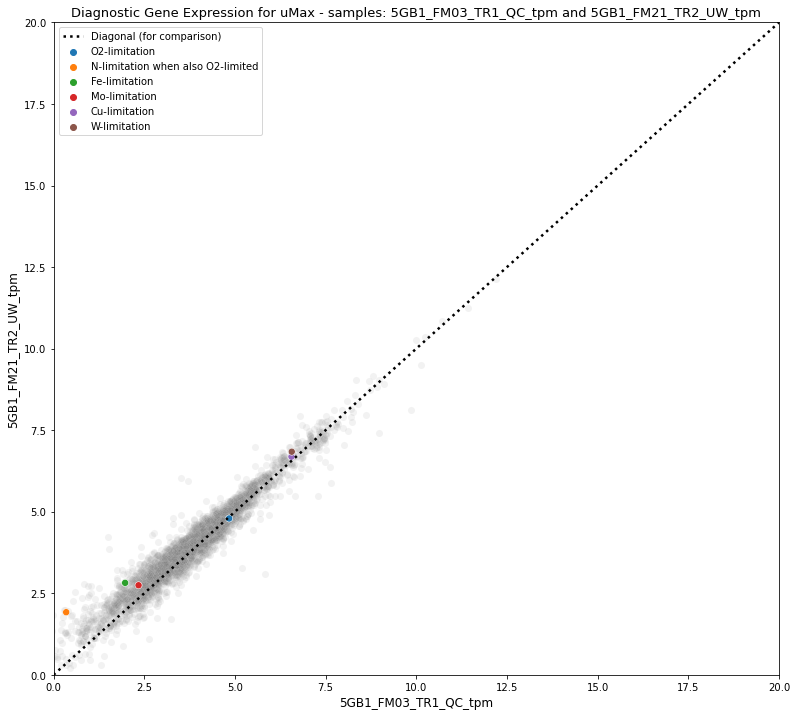 Diagnostic Gene Expression for uMax - samples: 5GB1_FM03_TR1_QC_tpm and 5GB1_FM21_TR2_UW_tpm
Diagonal (for comparison)
O2-limitation
N-limitation when also O2-limited
Fe-limitation
Mo-limitation
Cu-limitation
W-limitation
20.0
17.5
15.0
12.5
10.0
7.5
5.0
2.5
0.0
5GB1_FM21_TR2_UW_tpm
0.0 2.5 5.0 7.5 10.0 12.5 15.0 17.5 20.0
5GB1_FM03_TR1_QC_tpm